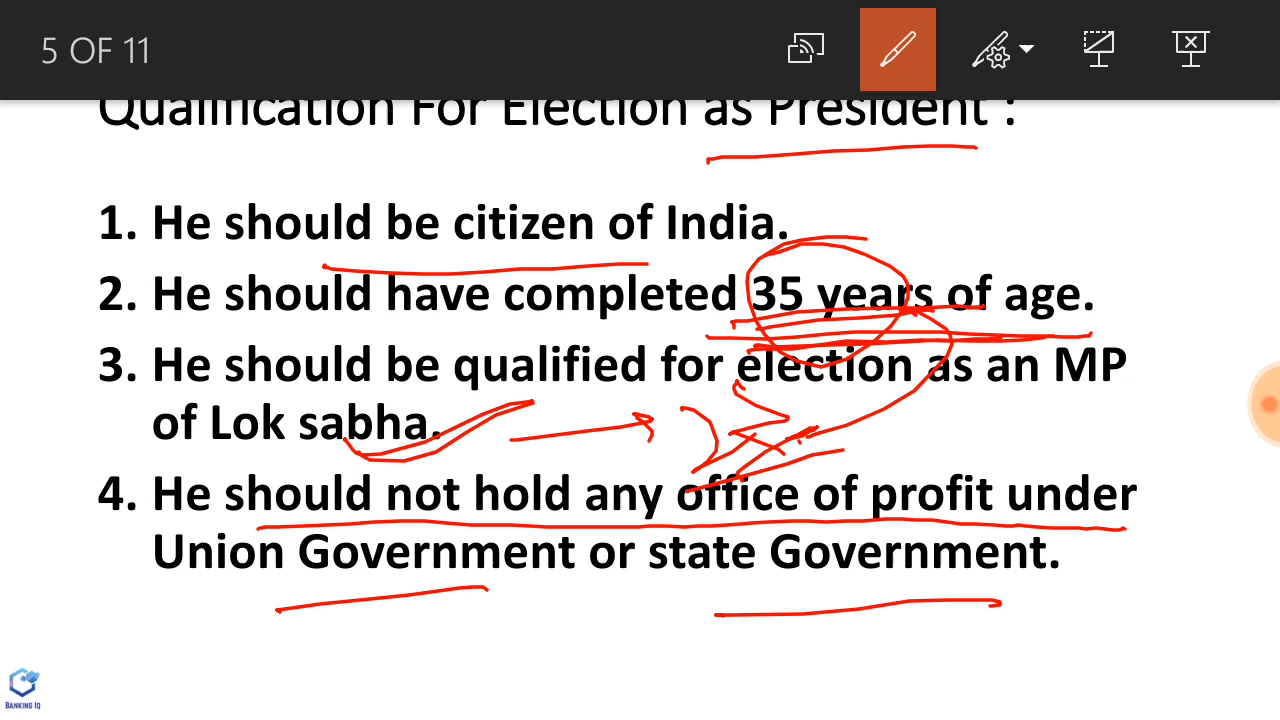 5 OF 11
Qualification For Election as President :
1. He should be citizen of India.
2. He should have completed 35 years of age.
3. He should be qualified for election as an MP
of Lok sabha.
4. He should not hold any office of profit under
Union Government or state Government.
BANKING IQ